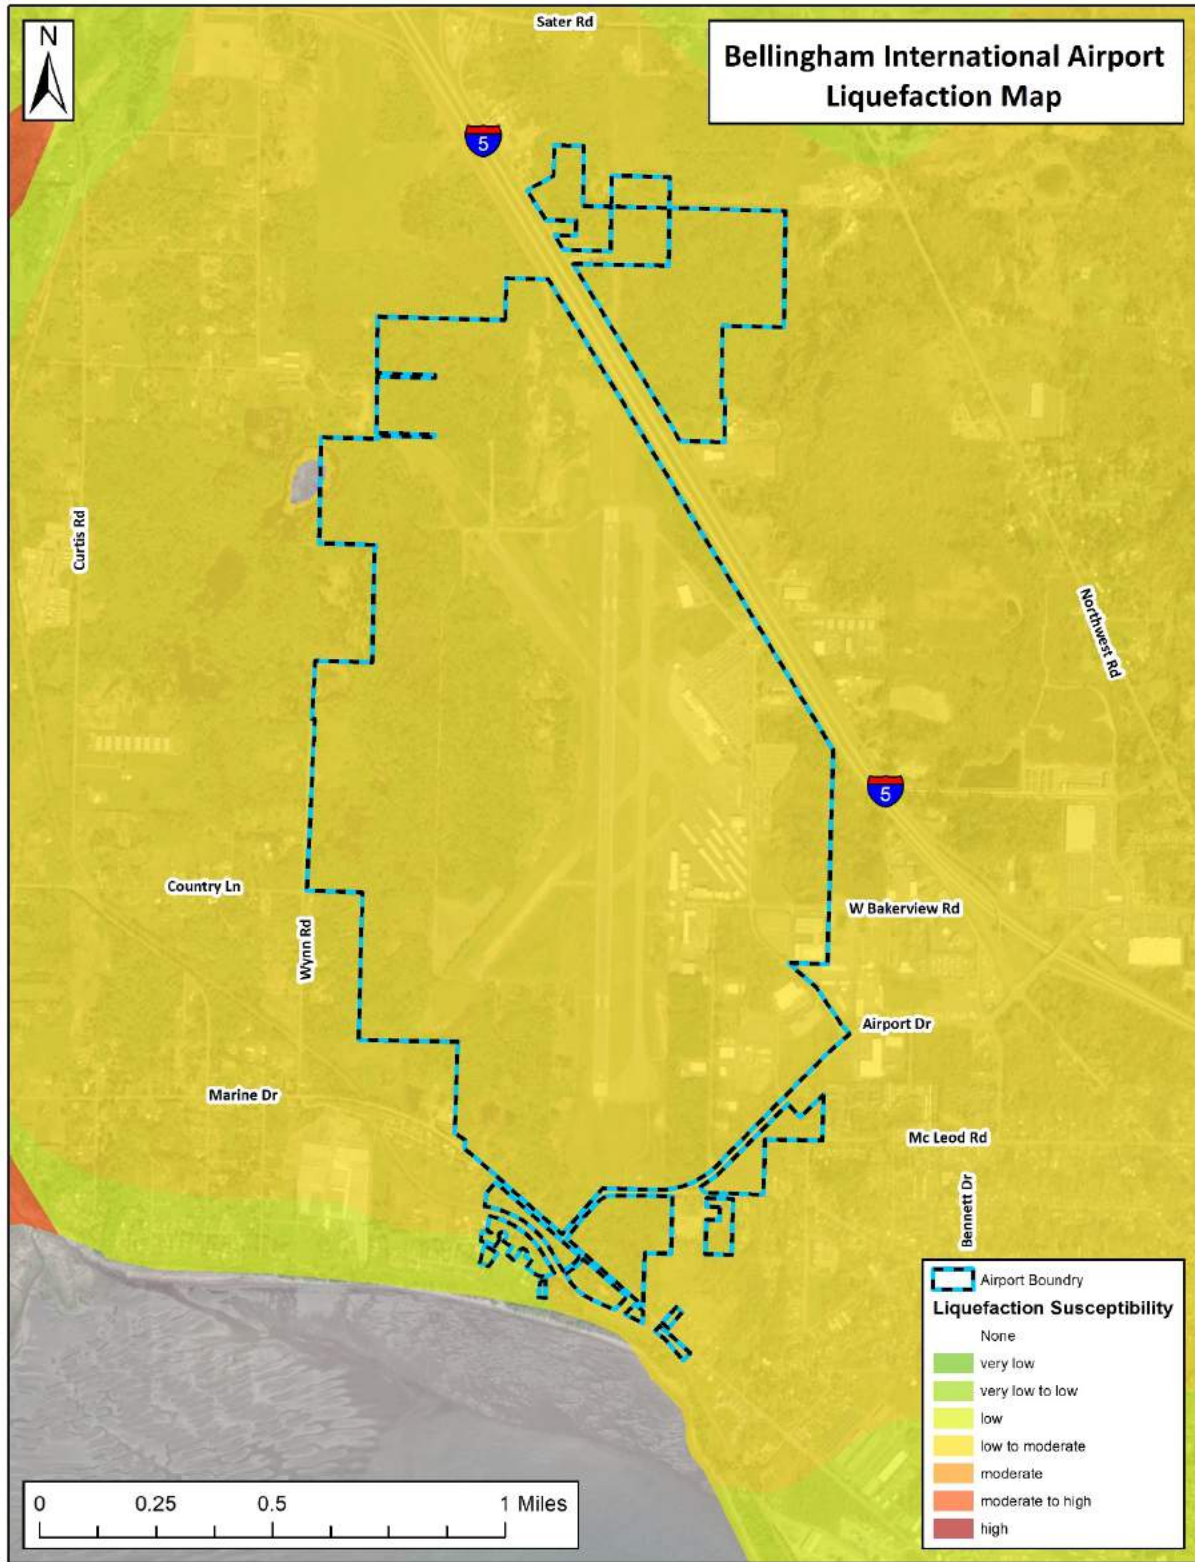 Sater Rd
N
Bellingham International Airport
Liquefaction Map
5
Curtis Rd
Northwest Rd
5
Country Ln
W Bakerview Rd
Wynn Rd
Airport Dr
Marine Dr
Mc Leod Rd
Bennett Dr
Airport Boundry
Liquefaction Susceptibility
None
very low
very low to low
low
low to moderate
moderate
moderate to high
high
0 0.25 0.5 1 Miles